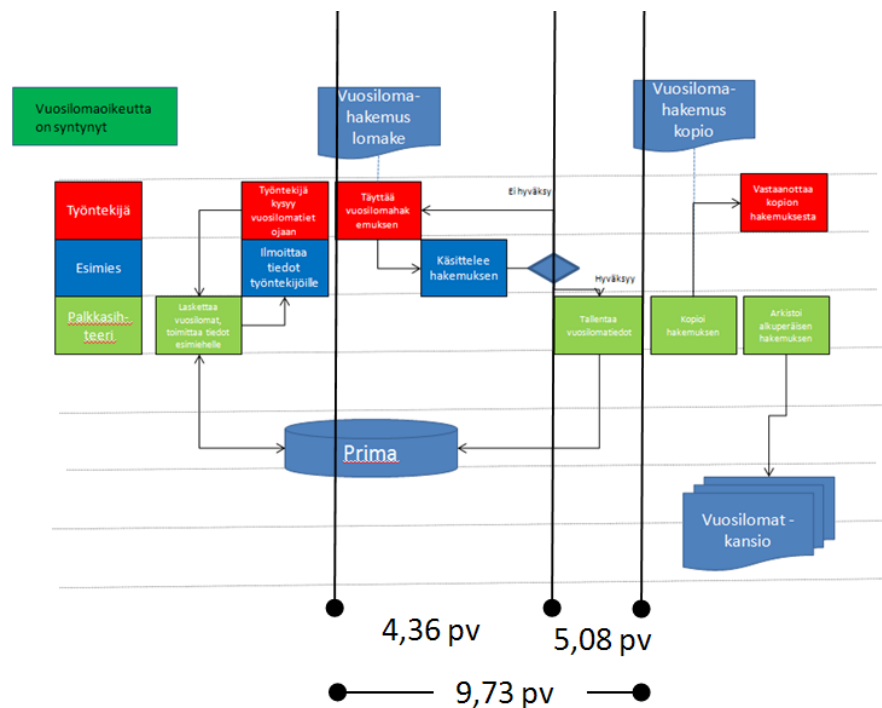 Vuosilomaoikeutta
on syntynyt
Vuosiloma-
hakemus
lomake
Vuosiloma-
hakemus
kopio
Työntekijä
Työntekijä
kysyy
vuosilomatiet
ojaan
Täyttää
vuosilomahak
emuksen
Ei hyväksy
Vastaanottaa
kopion
hakemuksesta
Esimies
Ilmoittaa
tiedot
työntekijöille
Käsittelee
hakemuksen
Hyväksyy
Palkkasih-
teeri
Laskettaa
vuosilomat,
toimittaa tiedot
esimiehelle
Tallentaa
vuosilomatiedot
Kopioi
hakemuksen
Arkistoi
alkuperäisen
hakemuksen
Prima
Vuosilomat -
kansio
4,36 pv
5,08 pv
9,73 pv